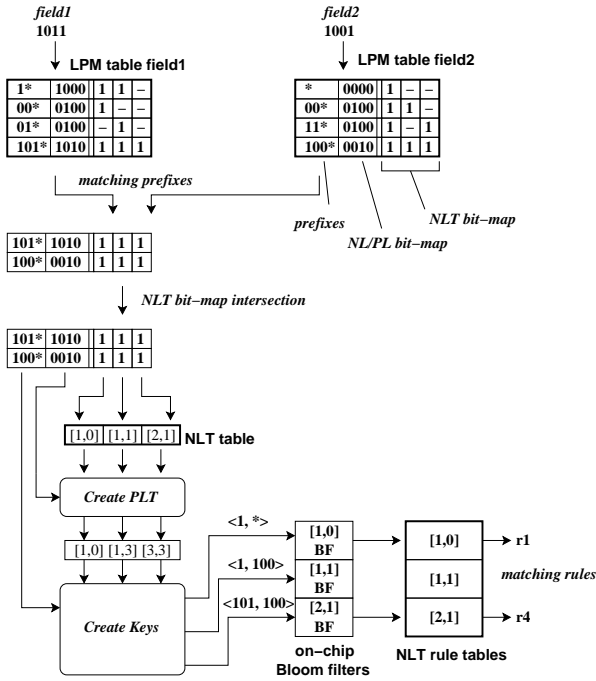 field1
1011
field2
1001
LPM table field1
LPM table field2
1* 1000 1 1 –
00* 0100 1 – –
01* 0100 – 1 –
101* 1010 1 1 1
* 0000 1 – –
00* 0100 1 1 –
11* 0100 1 – 1
100* 0010 1 1 1
matching prefixes
prefixes
NL/PL bit–map
NLT bit–map
101* 1010 1 1 1
100* 0010 1 1 1
NLT bit–map intersection
101* 1010 1 1 1
100* 0010 1 1 1
[1,0] [1,1] [2,1]
NLT table
Create PLT
[1,0] [1,3] [3,3]
Create Keys
<1, *>
<1, 100>
<101, 100>
[1,0]
BF
[1,1]
BF
[2,1]
BF
on–chip
Bloom filters
[1,0]
[1,1]
[2,1]
NLT rule tables
r1
matching rules
r4